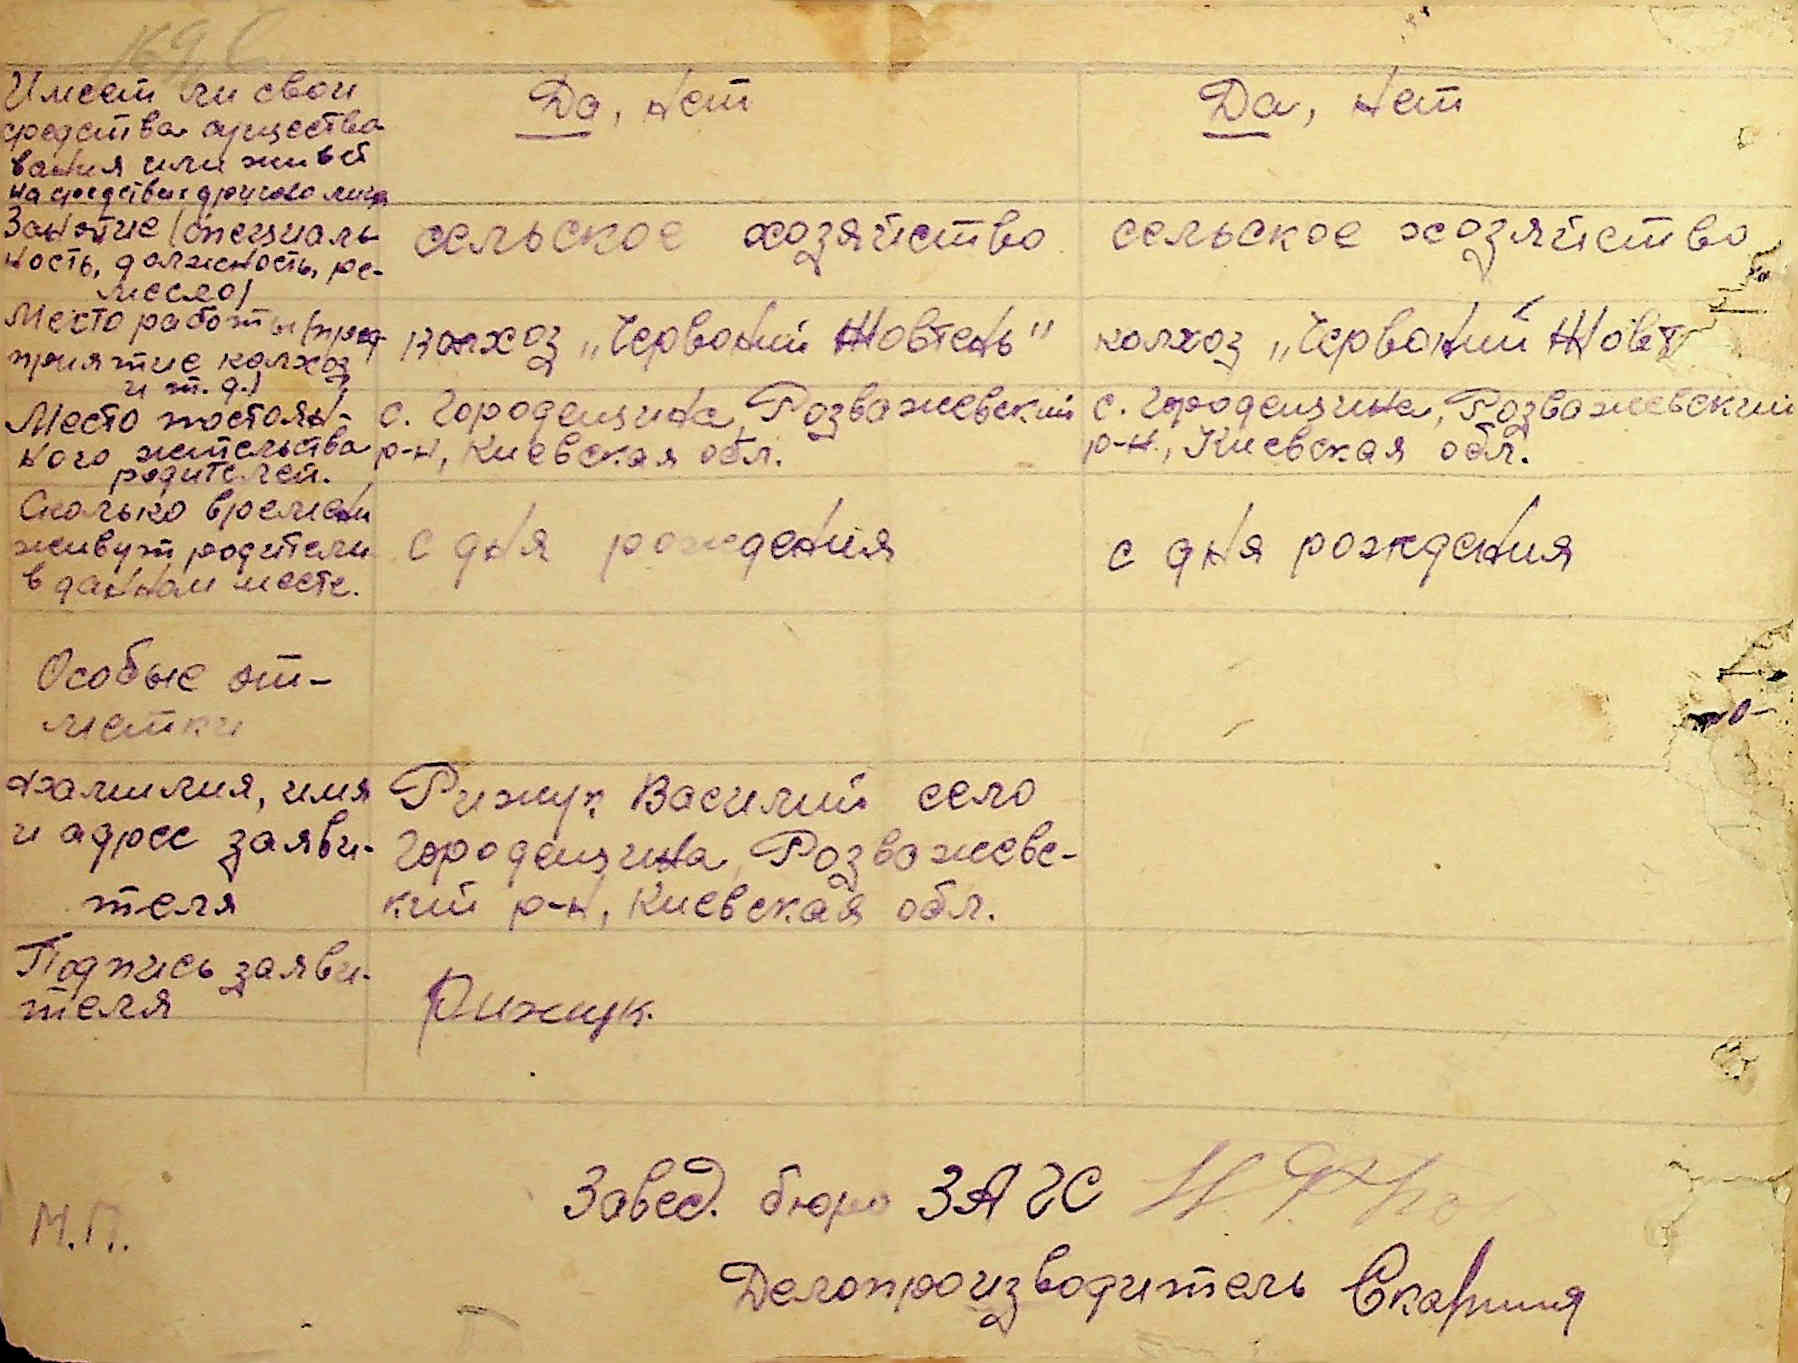 Имеет ли свои
средства существо
вания или живет
на средствах другого лица
Да, нет
Да, нет
Занятие (специаль-
ность, должность, ре-
месло)
сельское хозяйство
сельское хозяйство
Место работы (пред-
приятие колхоз
и т. д.)
колхоз „Червоний Жовтень"
колхоз „Червоний Жовт
Место постоян-
ного жительства
родителей.
с. Городещина, Розважевский
р-н, Киевская обл.
с. Городещина, Розважевский
р-н, Киевская обл.
Сколько времени
живут родители
в данном месте.
с дня рождения
с дня рождения
Особые от-
метки
Фамилия, имя
и адрес заяви-
теля
Рижук Василий село
Городещина, Розважевс-
кий р-н, Киевская обл.
Подпись заяви-
теля
Рижук.
Завед. бюро ЗАГС
М.П.
Делопроизводитель